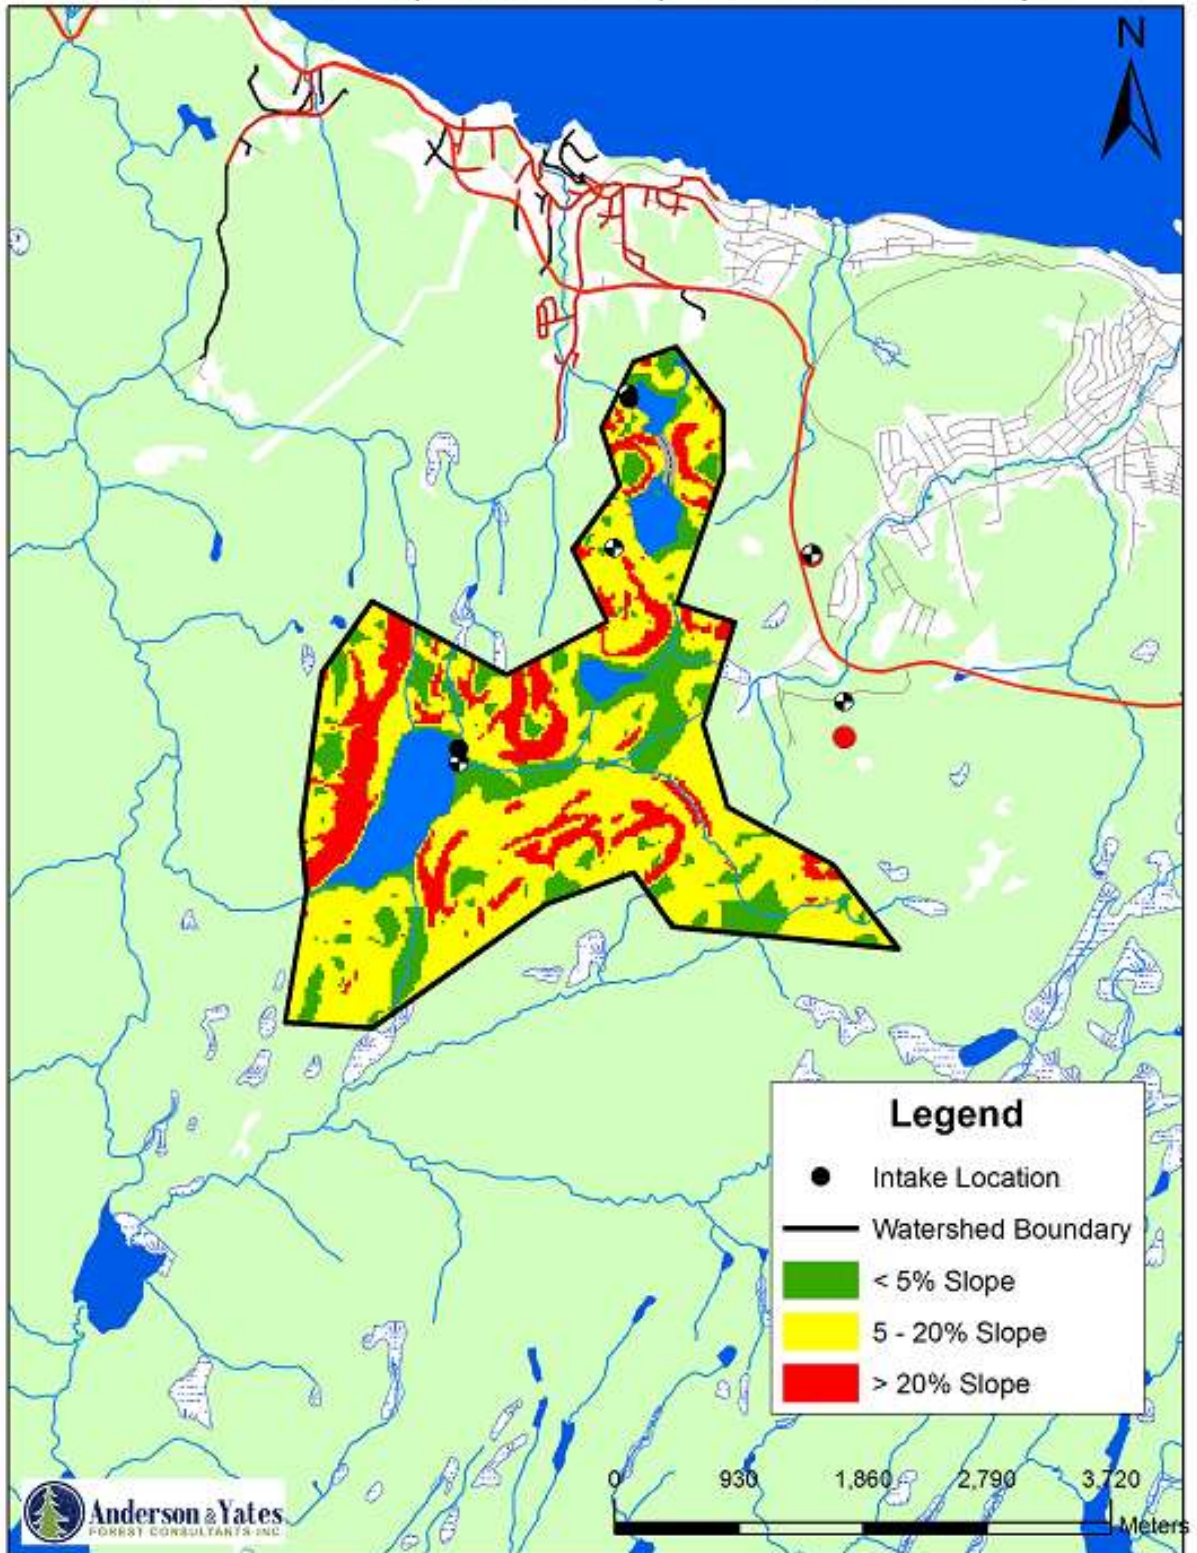 N
Legend
Intake Location
Watershed Boundary
< 5% Slope
5 - 20% Slope
> 20% Slope
0 930 1,860 2,790 3,720
Meters
Anderson & Yates
FOREST CONSULTANTS INC